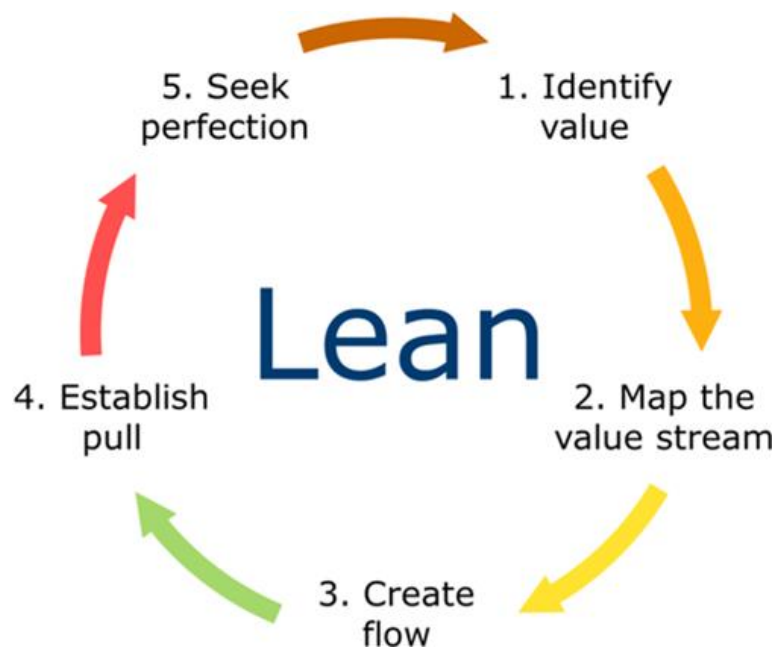 1. Identify
value
2. Map the
value stream
3. Create
flow
4. Establish
pull
5. Seek
perfection
Lean